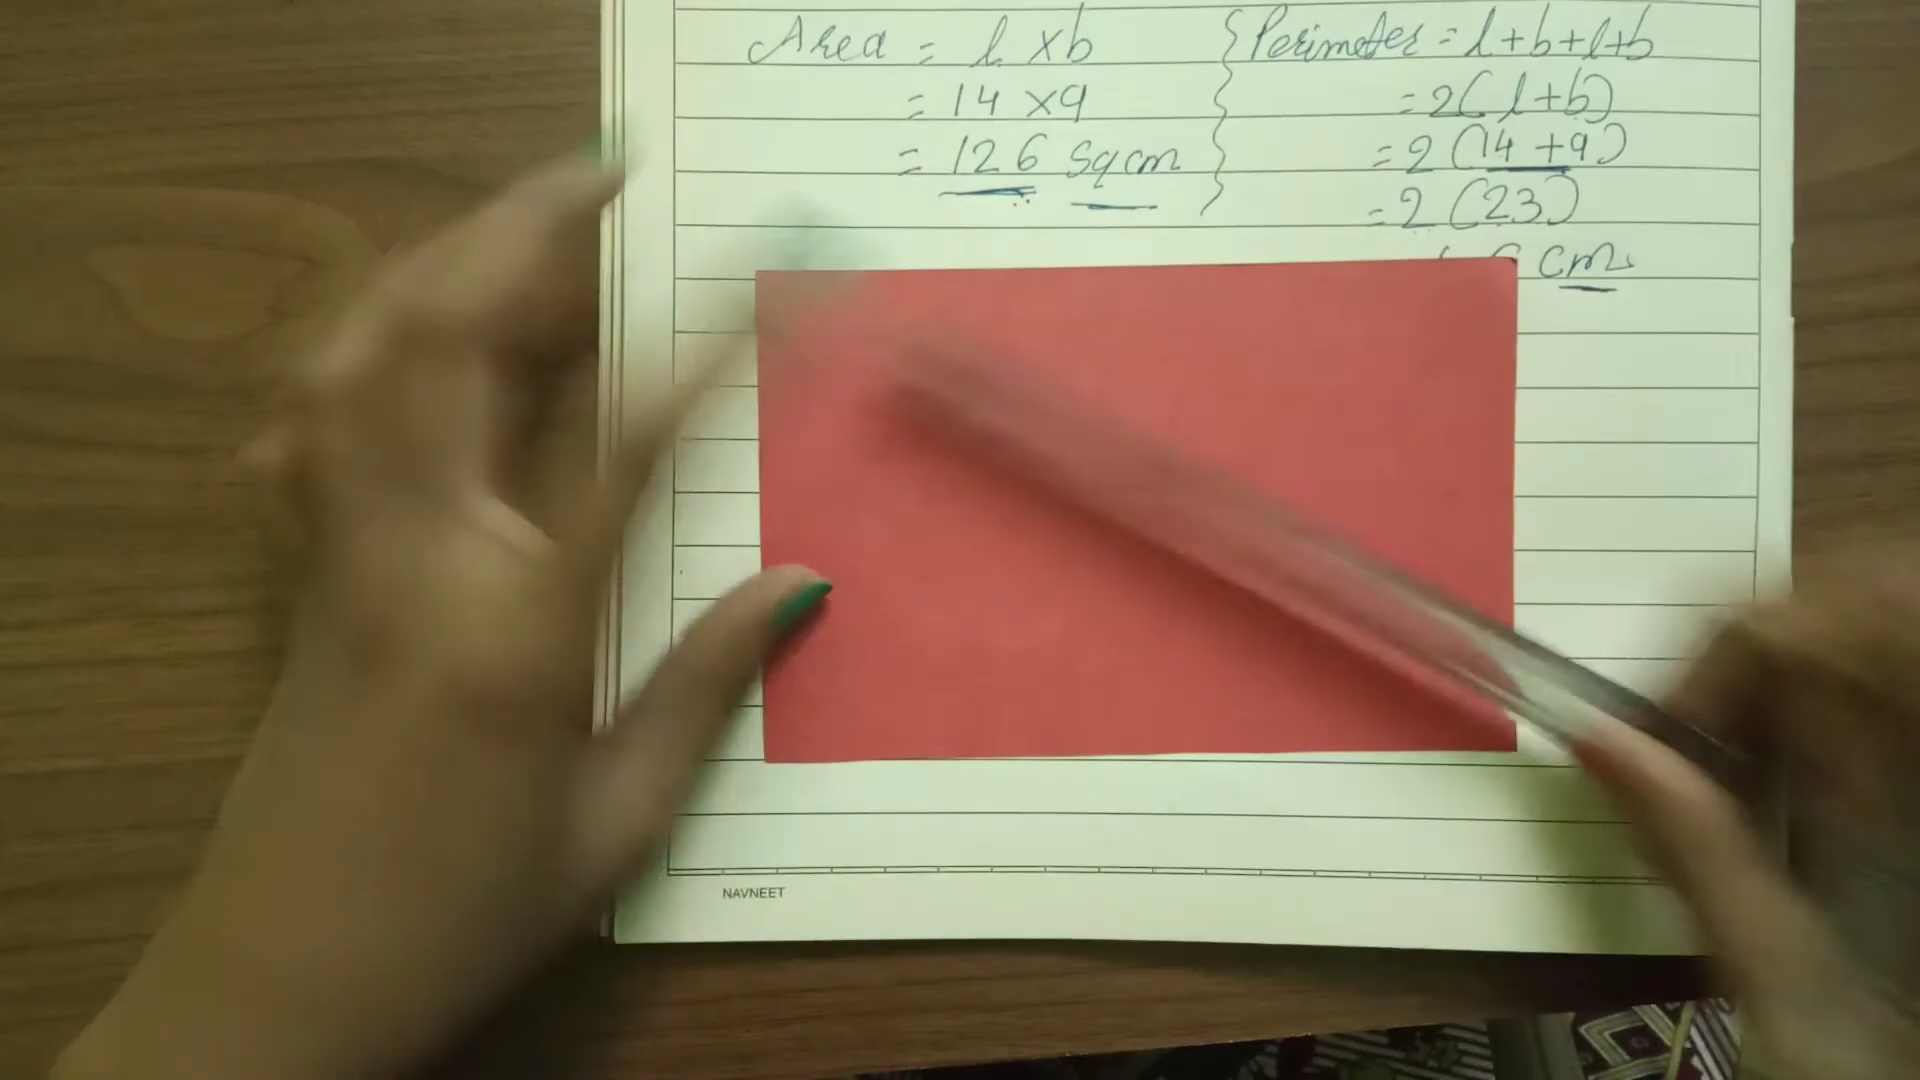 Area = l × b
= 14 × 9
= 126 sq cm
Perimeter = l+b+l+b
= 2(l+b)
= 2(14+9)
= 2(23)
cm
NAVNEET